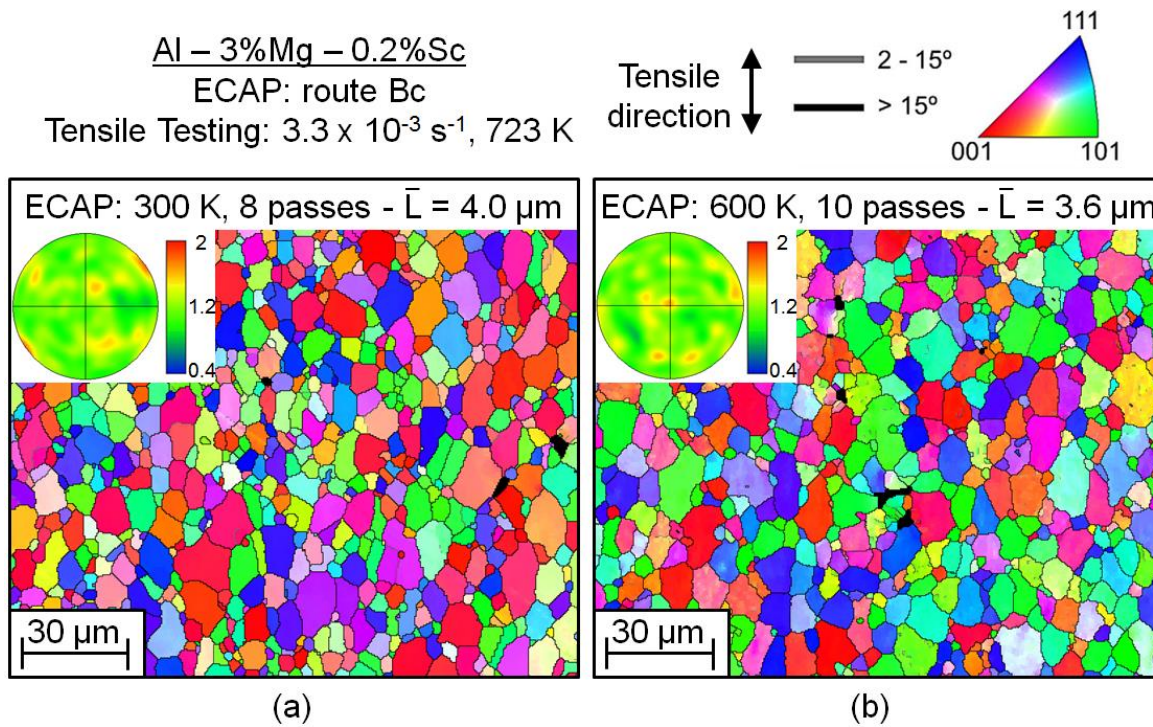 Al – 3%Mg – 0.2%Sc
ECAP: route Bc
Tensile Testing: 3.3 x 10⁻³ s⁻¹, 723 K
Tensile
direction
2 - 15º
> 15º
111
001
101
ECAP: 300 K, 8 passes - L̄ = 4.0 µm
2
1.2
0.4
30 µm
(a)
ECAP: 600 K, 10 passes - L̄ = 3.6 µm
2
1.2
0.4
30 µm
(b)